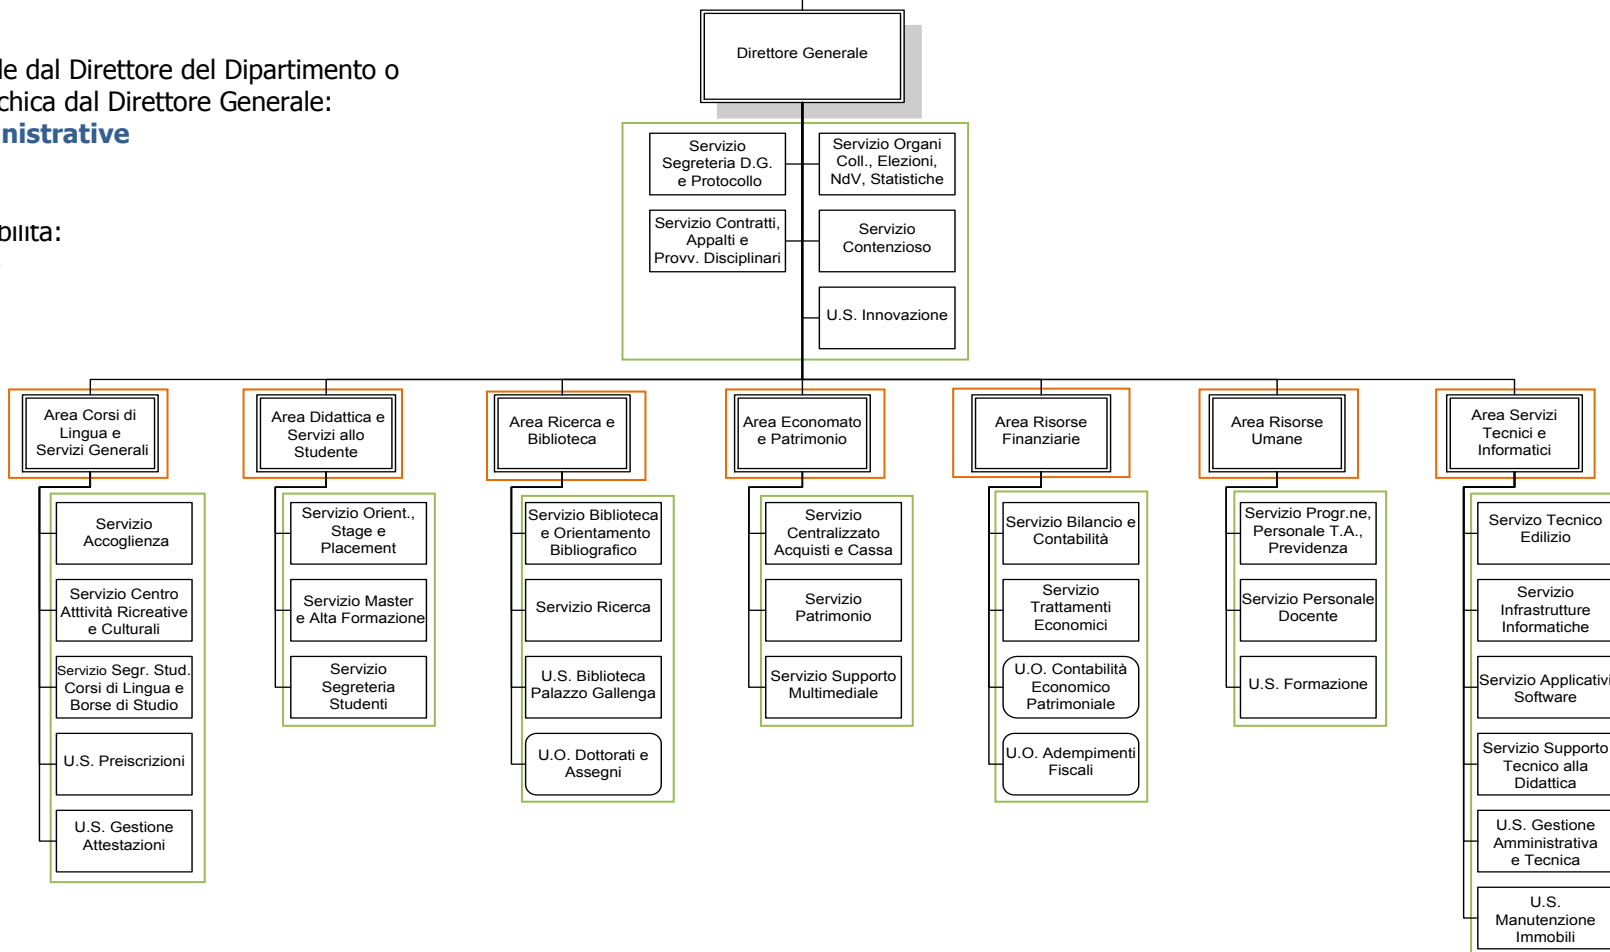 Direttore Generale
le dal Direttore del Dipartimento o
chica dal Direttore Generale:
nistrative
bilita:
Servizio
Segreteria D.G.
e Protocollo
Servizio Organi
Coll., Elezioni,
NdV, Statistiche
Servizio Contratti,
Appalti e
Provv. Disciplinari
Servizio
Contenzioso
U.S. Innovazione
Area Corsi di
Lingua e
Servizi Generali
Area Didattica e
Servizi allo
Studente
Area Ricerca e
Biblioteca
Area Economato
e Patrimonio
Area Risorse
Finanziarie
Area Risorse
Umane
Area Servizi
Tecnici e
Informatici
Servizio
Accoglienza
Servizio Centro
Atttività Ricreative
e Culturali
Servizio Segr. Stud.
Corsi di Lingua e
Borse di Studio
U.S. Preiscrizioni
U.S. Gestione
Attestazioni
Servizio Orient.,
Stage e
Placement
Servizio Master
e Alta Formazione
Servizio
Segreteria
Studenti
Servizio Biblioteca
e Orientamento
Bibliografico
Servizio Ricerca
U.S. Biblioteca
Palazzo Gallenga
U.O. Dottorati e
Assegni
Servizio
Centralizzato
Acquisti e Cassa
Servizio
Patrimonio
Servizio Supporto
Multimediale
Servizio Bilancio e
Contabilità
Servizio
Trattamenti
Economici
U.O. Contabilità
Economico
Patrimoniale
U.O. Adempimenti
Fiscali
Servizio Progr.ne,
Personale T.A.,
Previdenza
Servizio Personale
Docente
U.S. Formazione
Servizo Tecnico
Edilizio
Servizio
Infrastrutture
Informatiche
Servizio Applicativi
Software
Servizio Supporto
Tecnico alla
Didattica
U.S. Gestione
Amministrativa
e Tecnica
U.S.
Manutenzione
Immobili